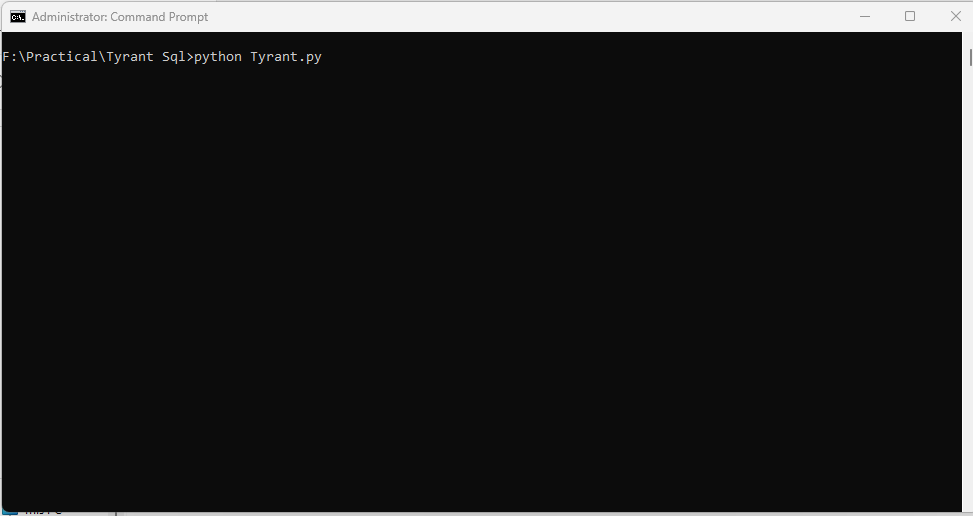 Administrator: Command Prompt
F:\Practical\Tyrant Sql>python Tyrant.py